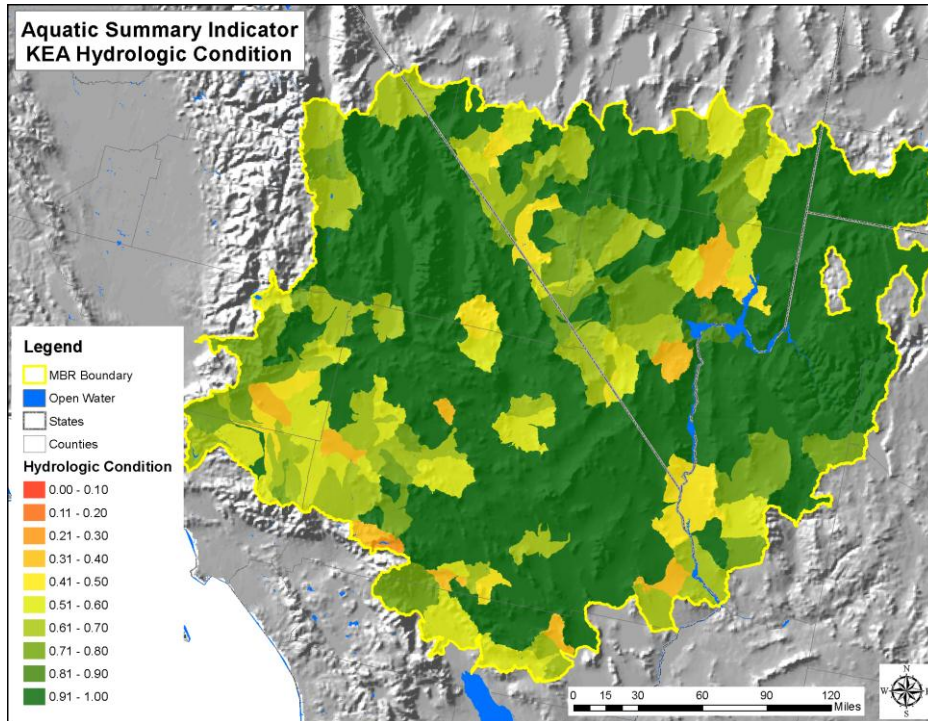 Aquatic Summary Indicator
KEA Hydrologic Condition
Legend
MBR Boundary
Open Water
States
Counties
Hydrologic Condition
0.00 - 0.10
0.11 - 0.20
0.21 - 0.30
0.31 - 0.40
0.41 - 0.50
0.51 - 0.60
0.61 - 0.70
0.71 - 0.80
0.81 - 0.90
0.91 - 1.00
N
W E
S
0 15 30 60 90 120
Miles